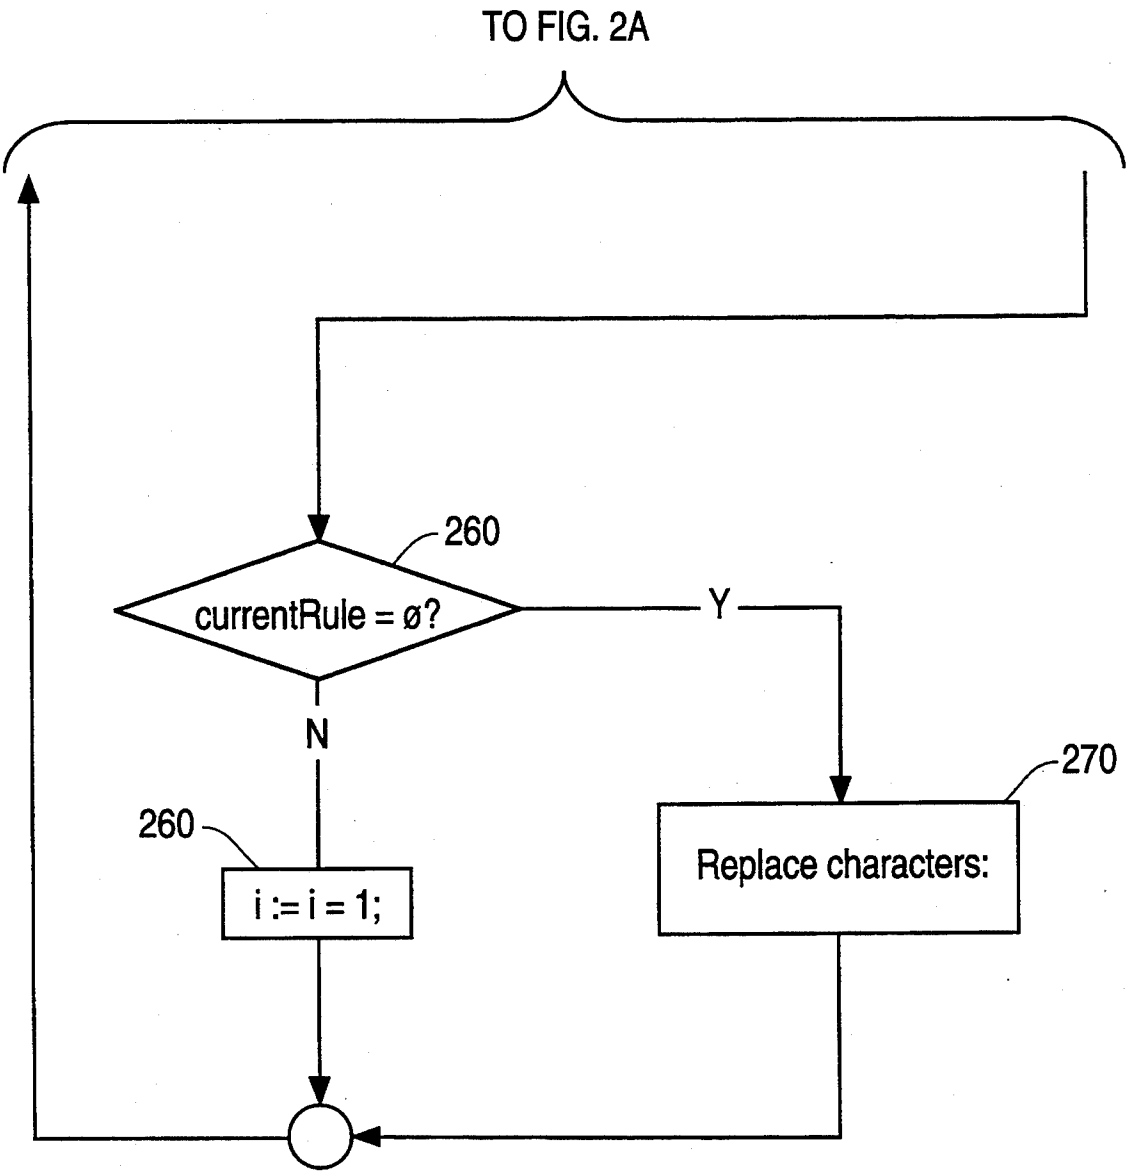 TO FIG. 2A
260
currentRule = ø?
Y
N
270
260
Replace characters:
i := i = 1;